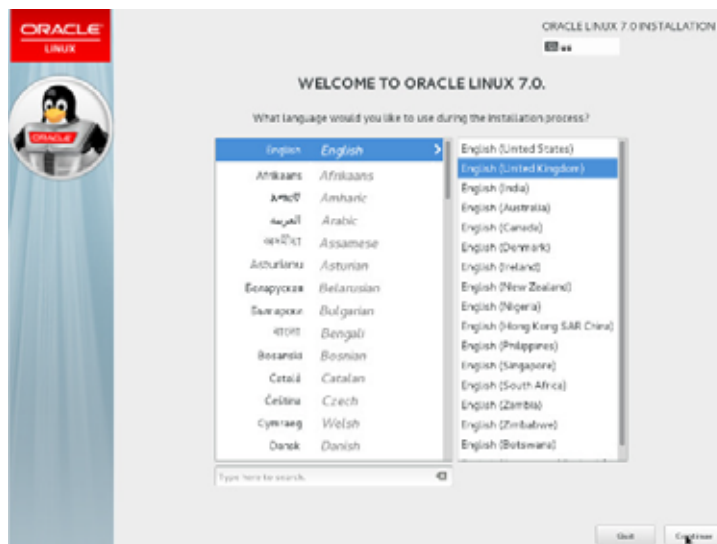 ORACLE
LINUX
ORACLE LINUX 7.0 INSTALLATION
us
WELCOME TO ORACLE LINUX 7.0.
What language would you like to use during the installation process?
English English
Afrikaans Afrikaans
አማርኛ Amharic
العربية Arabic
অসমীয়া Assamese
Asturianu Asturian
Беларуская Belarusian
Български Bulgarian
বাংলা Bengali
Bosanski Bosnian
Català Catalan
Čeština Czech
Cymraeg Welsh
Dansk Danish
Type here to search.
English (United States)
English (United Kingdom)
English (India)
English (Australia)
English (Canada)
English (Denmark)
English (Ireland)
English (New Zealand)
English (Nigeria)
English (Hong Kong SAR China)
English (Philippines)
English (Singapore)
English (South Africa)
English (Zambia)
English (Zimbabwe)
English (Botswana)
Quit
Continue
ORACLE